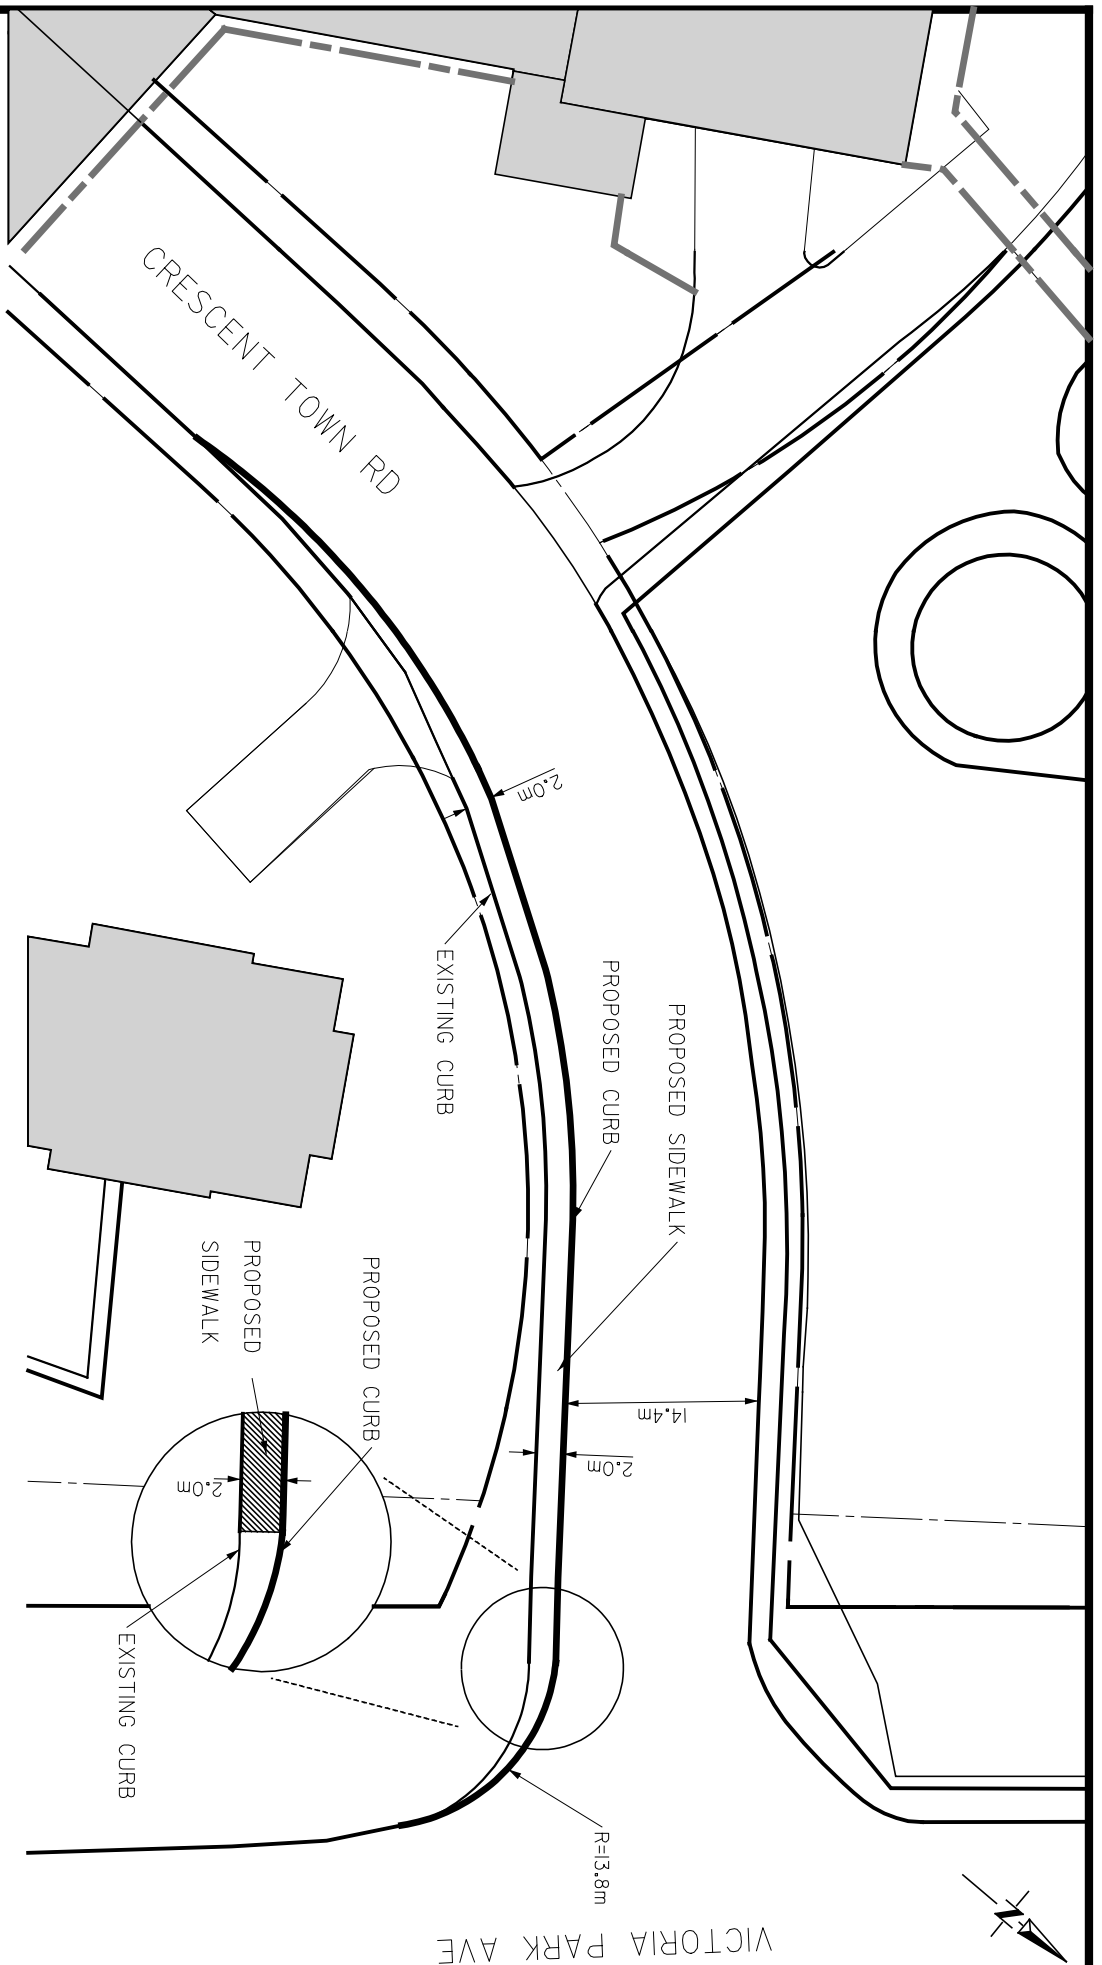 CRESCENT TOWN RD
2.0m
EXISTING CURB
PROPOSED CURB
PROPOSED SIDEWALK
14.4m
2.0m
PROPOSED
SIDEWALK
PROPOSED CURB
2.0m
EXISTING CURB
R=13.8m
VICTORIA PARK AVE
N